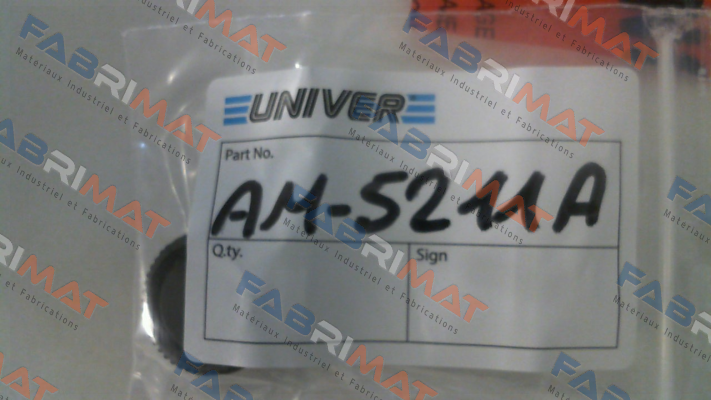 UNIVER
Part No.
AM-5211A
Q.ty.
Sign
FABRIMAT
Materiaux Industriel et Fabrications